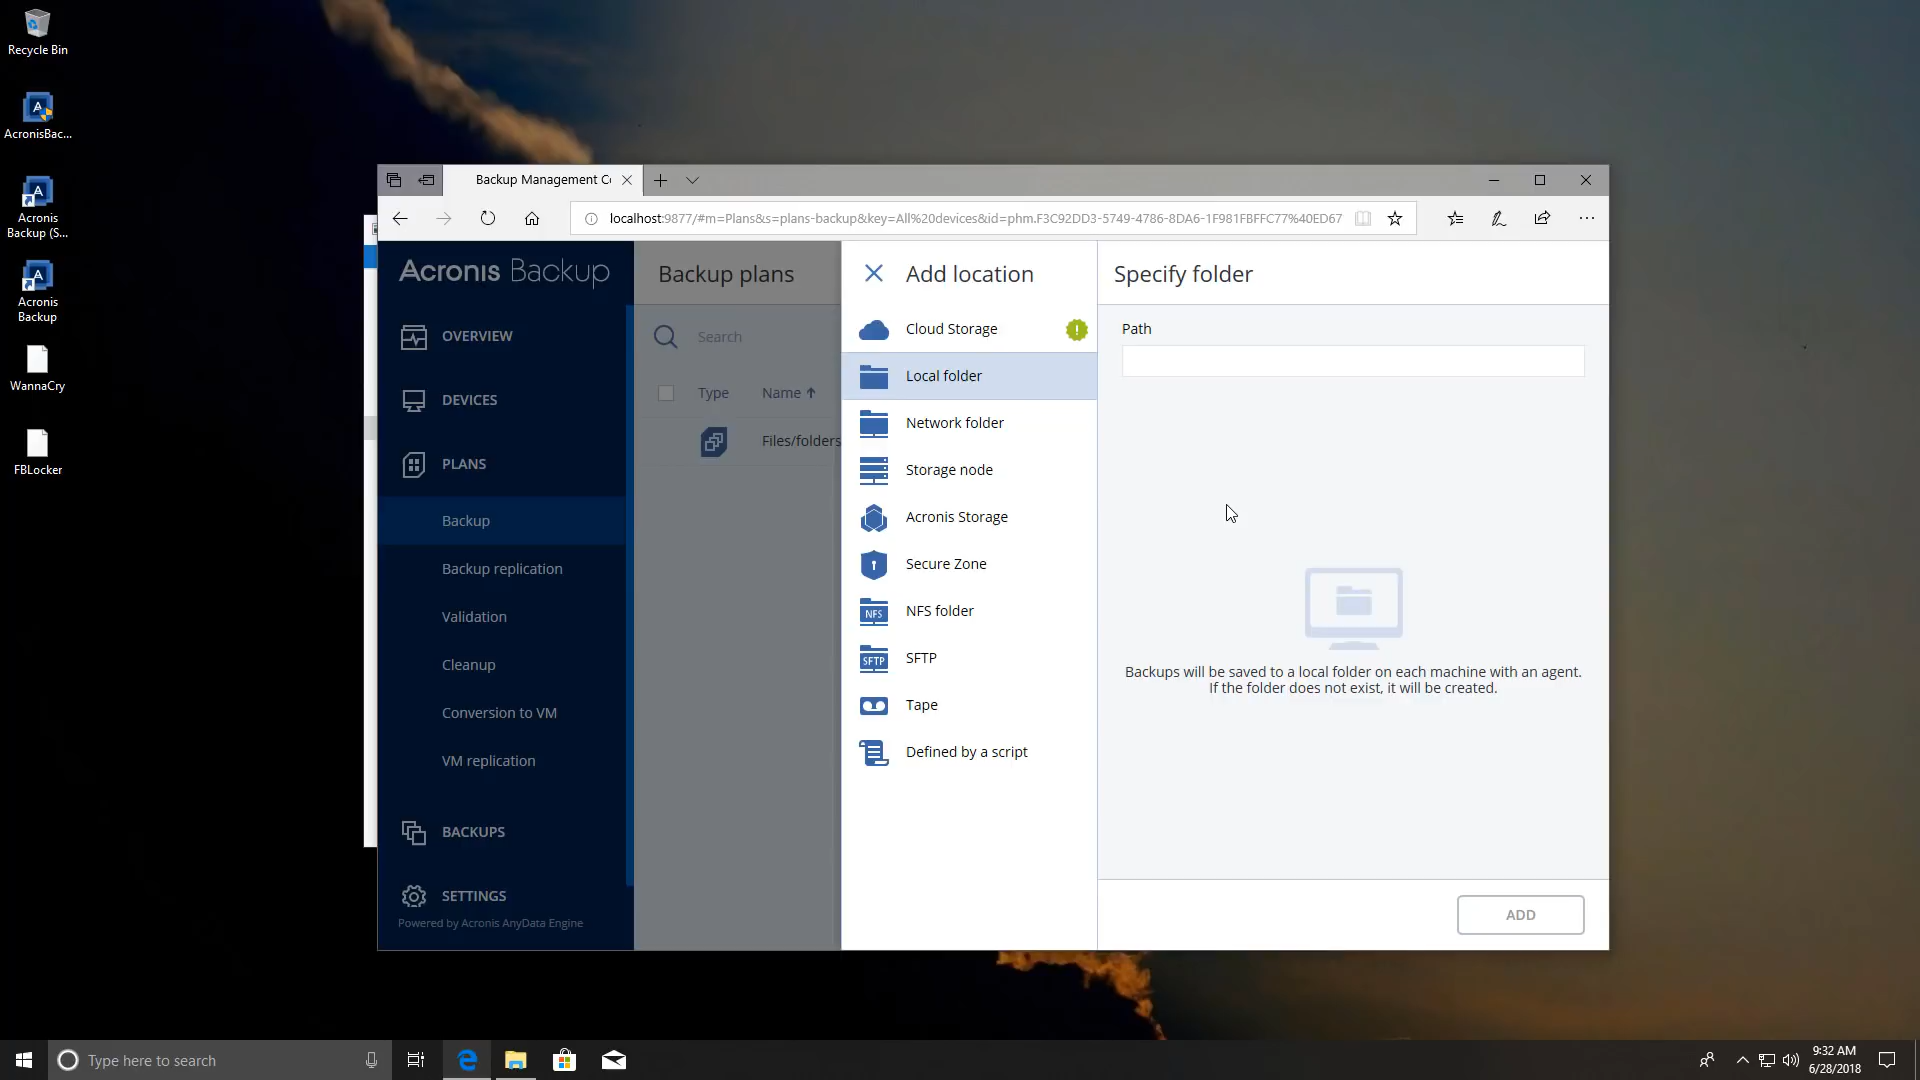 Recycle Bin
AcronisBac...
Acronis
Backup (S...
Acronis
Backup
WannaCry
FBLocker
Backup Management Co
localhost:9877/#m=Plans&s=plans-backup&key=All%20devices&id=phm.F3C92DD3-5749-4786-8DA6-1F981FBFFC77%40ED67
Acronis Backup
OVERVIEW
DEVICES
PLANS
Backup
Backup replication
Validation
Cleanup
Conversion to VM
VM replication
BACKUPS
SETTINGS
Powered by Acronis AnyData Engine
Backup plans
Search
Type Name
Files/folders
Add location
Cloud Storage
Local folder
Network folder
Storage node
Acronis Storage
Secure Zone
NFS
NFS folder
SFTP
SFTP
Tape
Defined by a script
Specify folder
Path
Backups will be saved to a local folder on each machine with an agent.
If the folder does not exist, it will be created.
ADD
Type here to search
9:32 AM
6/28/2018